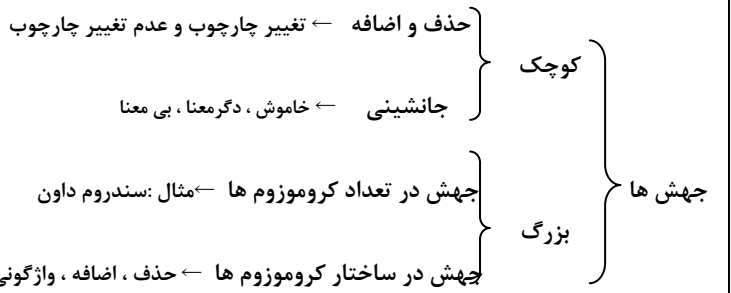 حذف و اضافه ← تغییر چارچوب و عدم تغییر چارچوب
کوچک
جانشینی ← خاموش ، دگرمعنا ، بی معنا
جهش ها
جهش در تعداد کروموزوم ها ← مثال :سندروم داون
بزرگ
جهش در ساختار کروموزوم ها ← حذف ، اضافه ، واژگونی